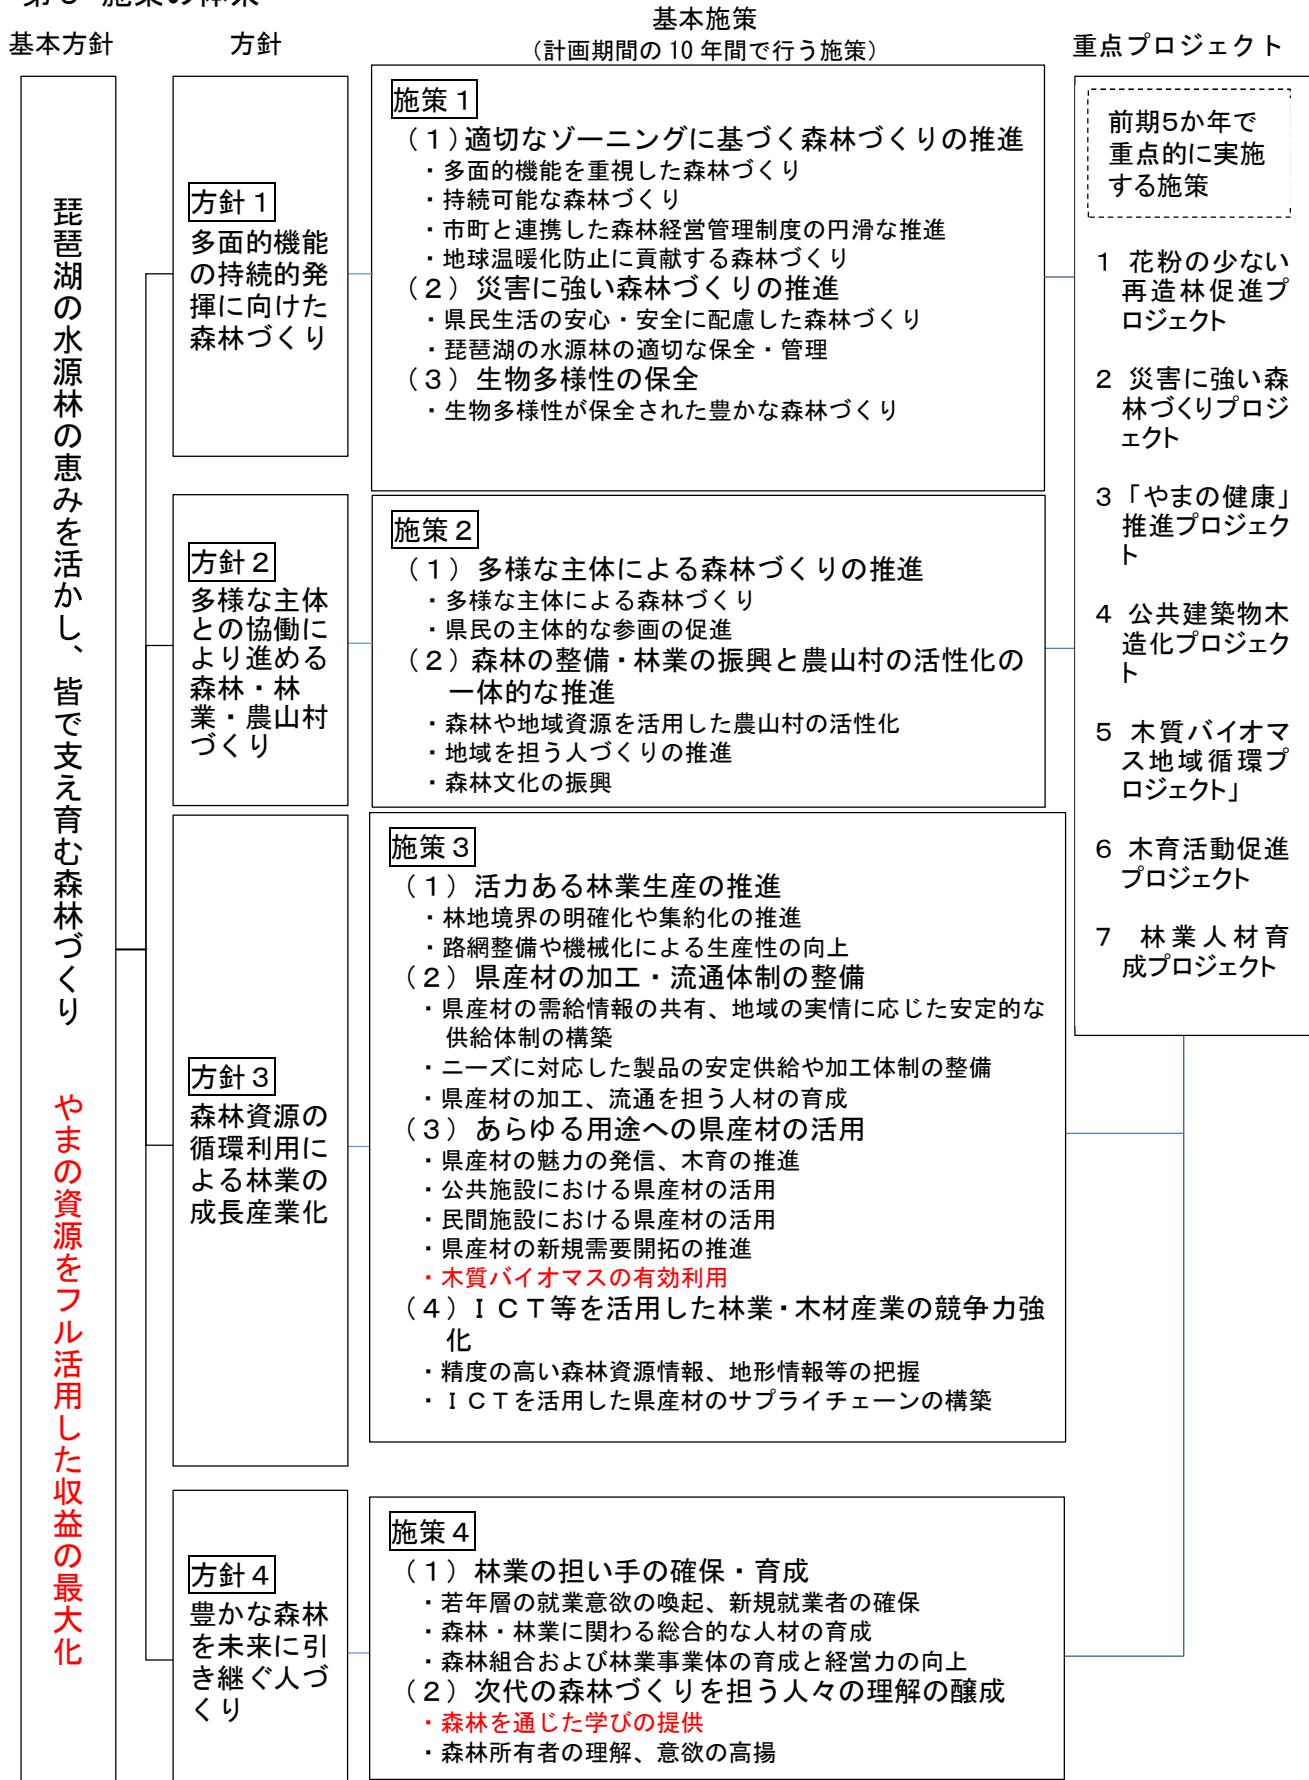 基本方針
方針
基本施策
（計画期間の10年間で行う施策）
重点プロジェクト
琵琶湖の水源林の恵みを活かし、皆で支え育む森林づくり
やまの資源をフル活用した収益の最大化
方針１
多面的機能
の持続的発
揮に向けた
森林づくり
施策１
（１）適切なゾーニングに基づく森林づくりの推進
・多面的機能を重視した森林づくり
・持続可能な森林づくり
・市町と連携した森林経営管理制度の円滑な推進
・地球温暖化防止に貢献する森林づくり
（２）災害に強い森林づくりの推進
・県民生活の安心・安全に配慮した森林づくり
・琵琶湖の水源林の適切な保全・管理
（３）生物多様性の保全
・生物多様性が保全された豊かな森林づくり
方針２
多様な主体
との協働に
より進める
森林・林
業・農山村
づくり
施策２
（１）多様な主体による森林づくりの推進
・多様な主体による森林づくり
・県民の主体的な参画の促進
（２）森林の整備・林業の振興と農山村の活性化の
一体的な推進
・森林や地域資源を活用した農山村の活性化
・地域を担う人づくりの推進
・森林文化の振興
方針３
森林資源の
循環利用に
よる林業の
成長産業化
施策３
（１）活力ある林業生産の推進
・林地境界の明確化や集約化の推進
・路網整備や機械化による生産性の向上
（２）県産材の加工・流通体制の整備
・県産材の需給情報の共有、地域の実情に応じた安定的な
供給体制の構築
・ニーズに対応した製品の安定供給や加工体制の整備
・県産材の加工、流通を担う人材の育成
（３）あらゆる用途への県産材の活用
・県産材の魅力の発信、木育の推進
・公共施設における県産材の活用
・民間施設における県産材の活用
・県産材の新規需要開拓の推進
・木質バイオマスの有効利用
（４）ＩＣＴ等を活用した林業・木材産業の競争力強
化
・精度の高い森林資源情報、地形情報等の把握
・ＩＣＴを活用した県産材のサプライチェーンの構築
方針４
豊かな森林
を未来に引
き継ぐ人づ
くり
施策４
（１）林業の担い手の確保・育成
・若年層の就業意欲の喚起、新規就業者の確保
・森林・林業に関わる総合的な人材の育成
・森林組合および林業事業体の育成と経営力の向上
（２）次代の森林づくりを担う人々の理解の醸成
・森林を通じた学びの提供
・森林所有者の理解、意欲の高揚
前期5か年で
重点的に実施
する施策
1 花粉の少ない
再造林促進プ
ロジェクト
2 災害に強い森
林づくりプロジ
ェクト
3 「やまの健康」
推進プロジェク
ト
4 公共建築物木
造化プロジェク
ト
5 木質バイオマ
ス地域循環プ
ロジェクト」
6 木育活動促進
プロジェクト
7 林業人材育
成プロジェクト